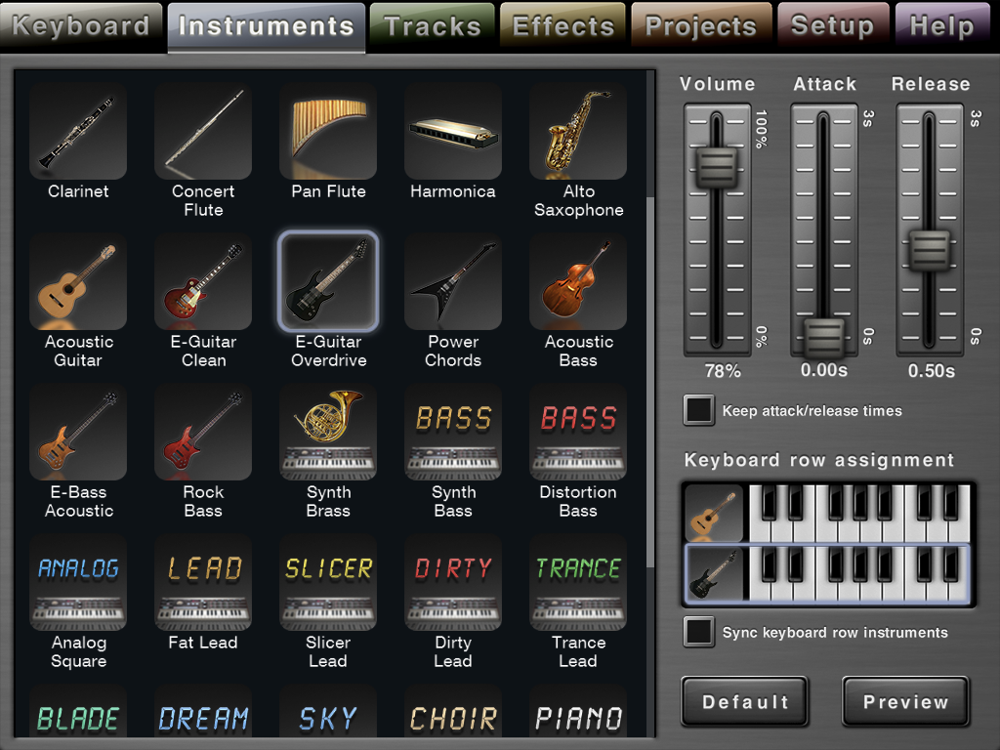 Keyboard Instruments Tracks Effects Projects Setup Help
Volume Attack Release
100% 3s 3s
0% 0s 0s
78% 0.00s 0.50s
Keep attack/release times
Keyboard row assignment
Sync keyboard row instruments
Default Preview
Clarinet
Concert
Flute
Pan Flute
Harmonica
Alto
Saxophone
Acoustic
Guitar
E-Guitar
Clean
E-Guitar
Overdrive
Power
Chords
Acoustic
Bass
E-Bass
Acoustic
Rock
Bass
Synth
Brass
BASS
Synth
Bass
BASS
Distortion
Bass
ANALOG
Analog
Square
LEAD
Fat Lead
SLICER
Slicer
Lead
DIRTY
Dirty
Lead
TRANCE
Trance
Lead
BLADE
DREAM
SKY
CHOIR
PIANO